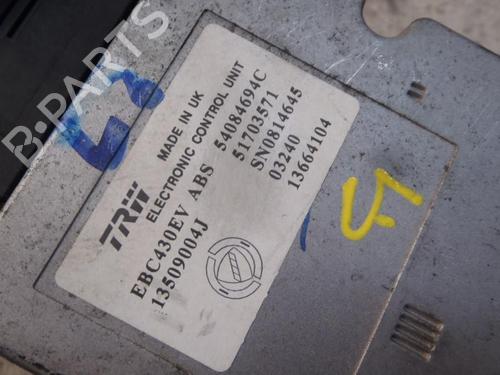 B-PARTS
TRW
MADE IN UK
ELECTRONIC CONTROL UNIT
EBC430EV ABS 54084694C
13509004J 51703571
SN0814645
03240
13664104